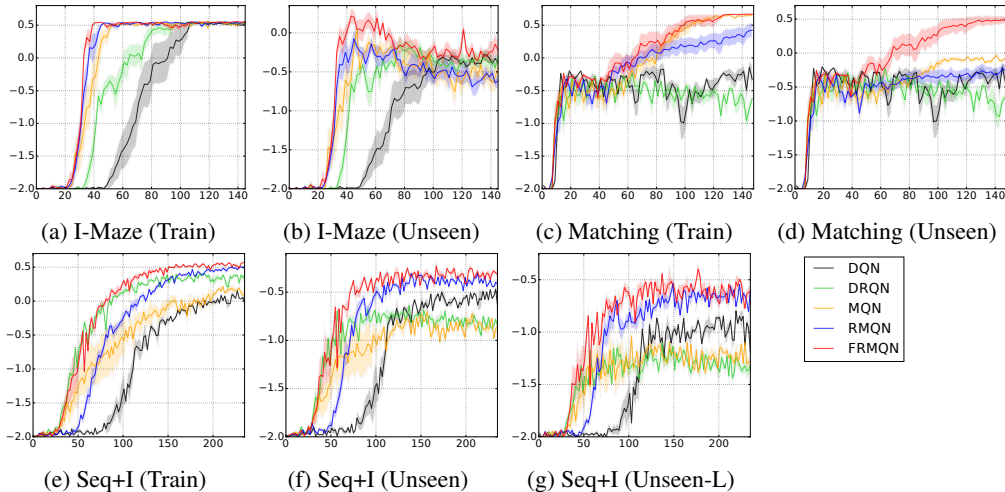 0.5
0.0
−0.5
−1.0
−1.5
−2.0
0 20 40 60 80 100 120 140
(a) I-Maze (Train)
0.0
−0.5
−1.0
−1.5
−2.0
0 20 40 60 80 100 120 140
(b) I-Maze (Unseen)
0.5
0.0
−0.5
−1.0
−1.5
−2.0
0 20 40 60 80 100 120 140
(c) Matching (Train)
0.5
0.0
−0.5
−1.0
−1.5
−2.0
0 20 40 60 80 100 120 140
(d) Matching (Unseen)
0.5
0.0
−0.5
−1.0
−1.5
−2.0
0 50 100 150 200
(e) Seq+I (Train)
0.0
−0.5
−1.0
−1.5
−2.0
0 50 100 150 200
(f) Seq+I (Unseen)
−0.5
−1.0
−1.5
−2.0
0 50 100 150 200
(g) Seq+I (Unseen-L)
DQN
DRQN
MQN
RMQN
FRMQN